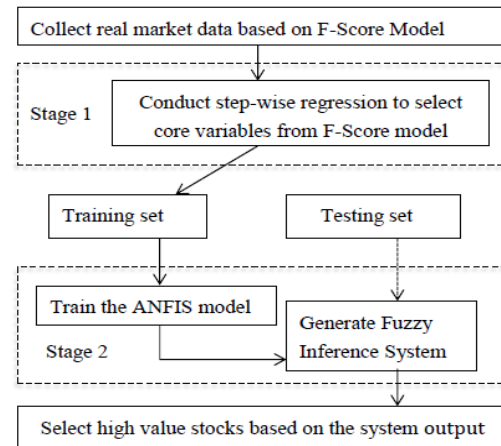 Collect real market data based on F-Score Model
Stage 1
Conduct step-wise regression to select
core variables from F-Score model
Training set
Testing set
Train the ANFIS model
Generate Fuzzy
Inference System
Stage 2
Select high value stocks based on the system output